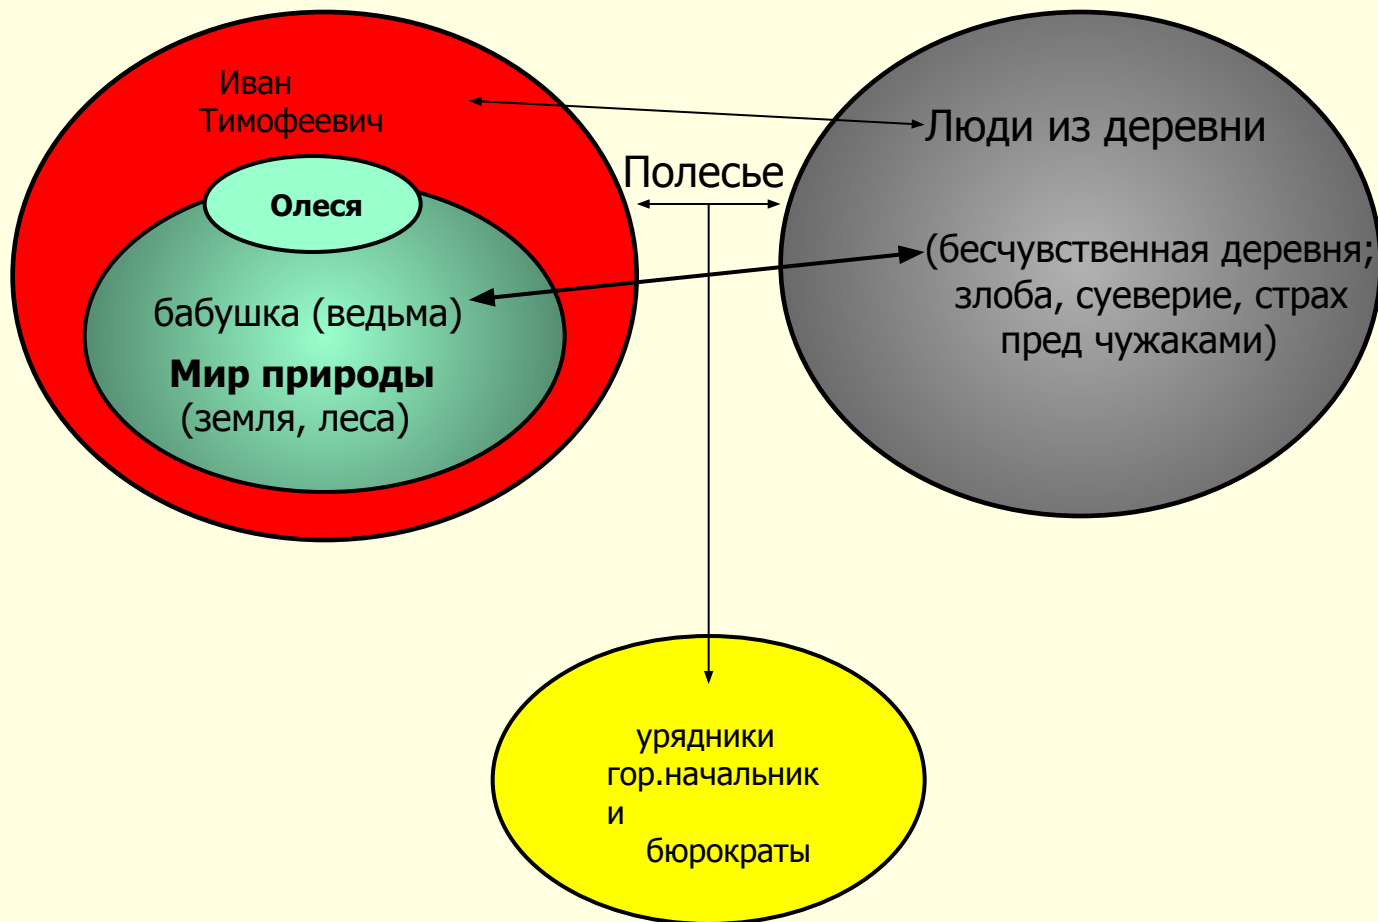 Иван
Тимофеевич
Олеся
бабушка (ведьма)
Мир природы
(земля, леса)
Полесье
Люди из деревни
(бесчувственная деревня;
злоба, суеверие, страх
пред чужаками)
урядники
гор.начальник
и
бюрократы